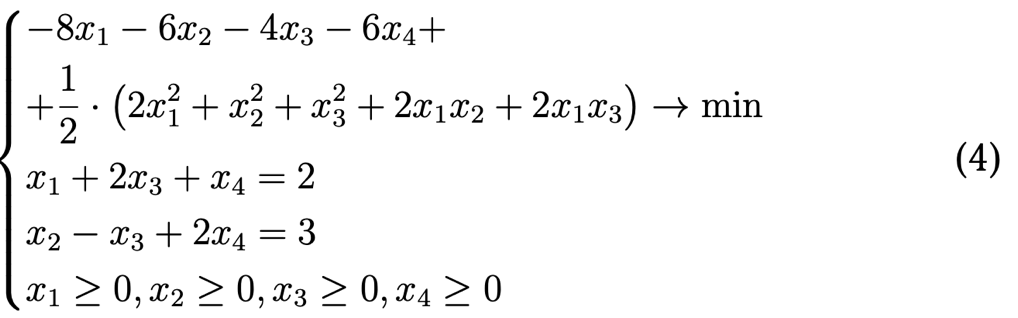 −8x₁ − 6x₂ − 4x₃ − 6x₄+
+1/2 · (2x₁² + x₂² + x₃² + 2x₁x₂ + 2x₁x₃) → min
x₁ + 2x₃ + x₄ = 2
x₂ − x₃ + 2x₄ = 3
x₁ ≥ 0, x₂ ≥ 0, x₃ ≥ 0, x₄ ≥ 0
(4)